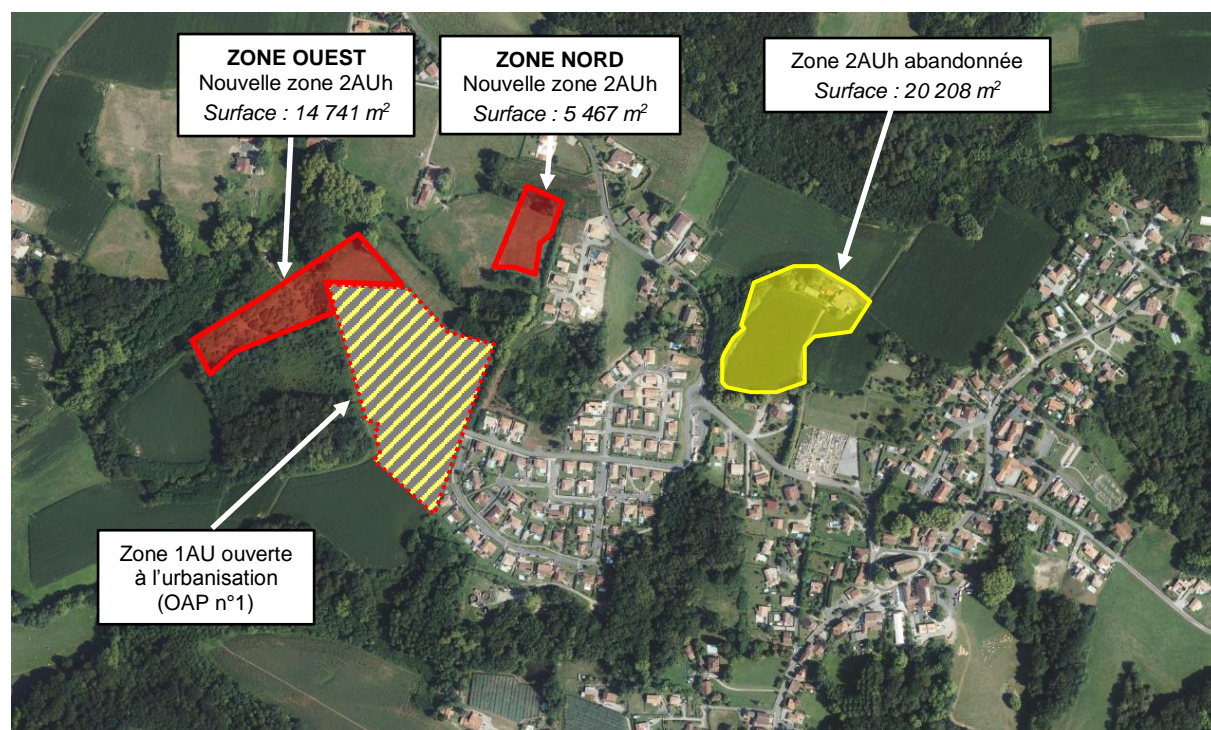 ZONE OUEST
Nouvelle zone 2AUh
Surface : 14 741 m²
ZONE NORD
Nouvelle zone 2AUh
Surface : 5 467 m²
Zone 2AUh abandonnée
Surface : 20 208 m²
Zone 1AU ouverte
à l'urbanisation
(OAP n°1)